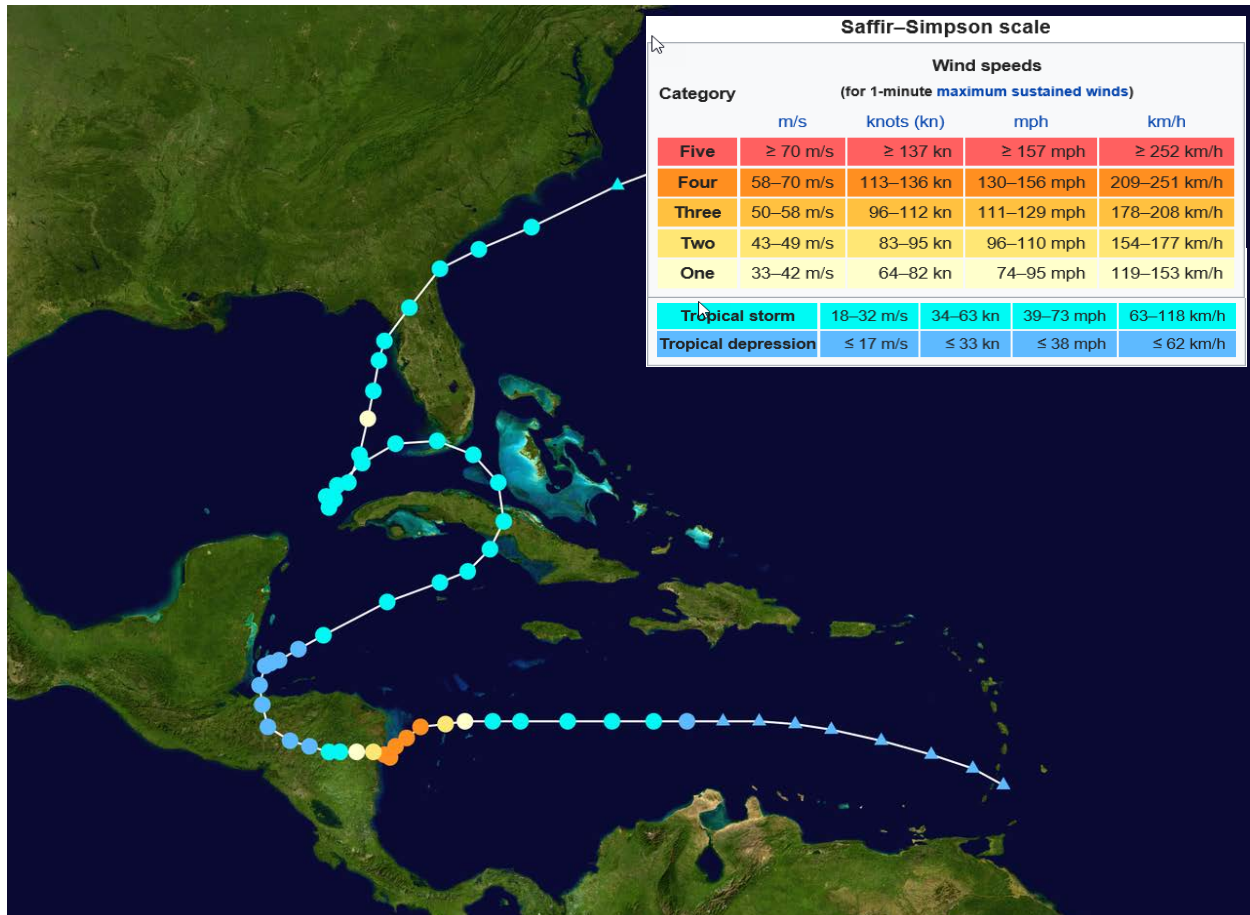 Saffir–Simpson scale
Wind speeds
(for 1-minute maximum sustained winds)
Category
m/s knots (kn) mph km/h
Five ≥ 70 m/s ≥ 137 kn ≥ 157 mph ≥ 252 km/h
Four 58–70 m/s 113–136 kn 130–156 mph 209–251 km/h
Three 50–58 m/s 96–112 kn 111–129 mph 178–208 km/h
Two 43–49 m/s 83–95 kn 96–110 mph 154–177 km/h
One 33–42 m/s 64–82 kn 74–95 mph 119–153 km/h
Tropical storm 18–32 m/s 34–63 kn 39–73 mph 63–118 km/h
Tropical depression ≤ 17 m/s ≤ 33 kn ≤ 38 mph ≤ 62 km/h